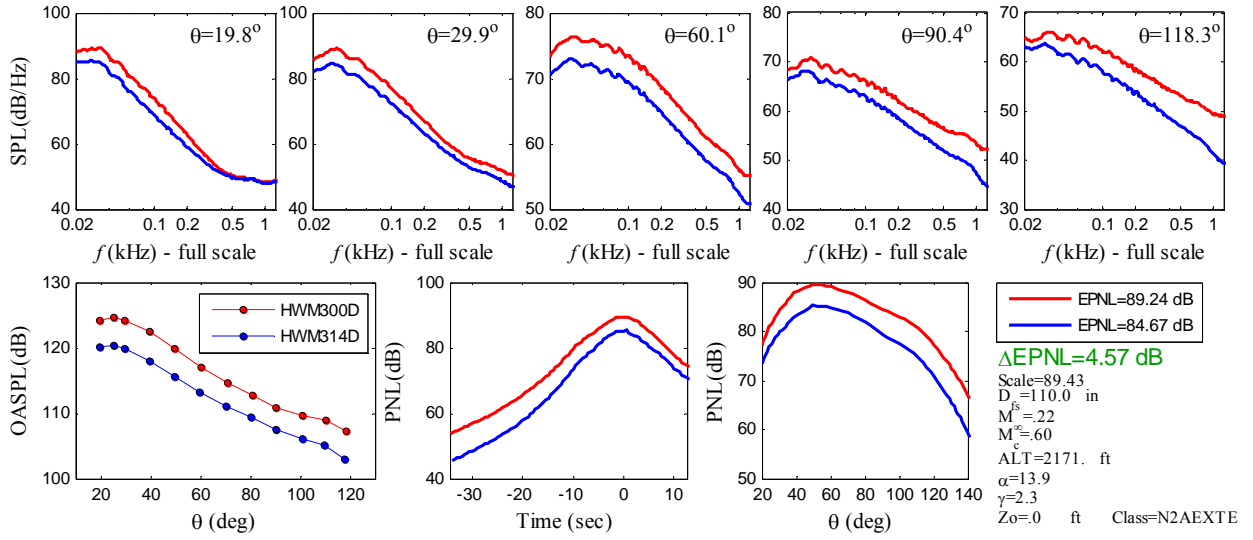 θ=19.8°
θ=29.9°
θ=60.1°
θ=90.4°
θ=118.3°
SPL(dB/Hz)
100
80
60
40
0.02 0.1 0.2 0.5 1
f (kHz) - full scale
100
80
60
40
0.02 0.1 0.2 0.5 1
f (kHz) - full scale
80
70
60
50
0.02 0.1 0.2 0.5 1
f (kHz) - full scale
80
70
60
50
40
0.02 0.1 0.2 0.5 1
f (kHz) - full scale
70
60
50
40
30
0.02 0.1 0.2 0.5 1
f (kHz) - full scale
OASPL(dB)
130
120
110
100
20 40 60 80 100 120
θ (deg)
HWM300D
HWM314D
PNL(dB)
100
80
60
40
-30 -20 -10 0 10
Time (sec)
PNL(dB)
90
80
70
60
50
20 40 60 80 100 120 140
θ (deg)
EPNL=89.24 dB
EPNL=84.67 dB
ΔEPNL=4.57 dB
Scale=89.43
Dfs=110.0 in
M∞=.22
Mc=.60
ALT=2171. ft
α=13.9
γ=2.3
Zo=.0 ft Class=N2AEXTE